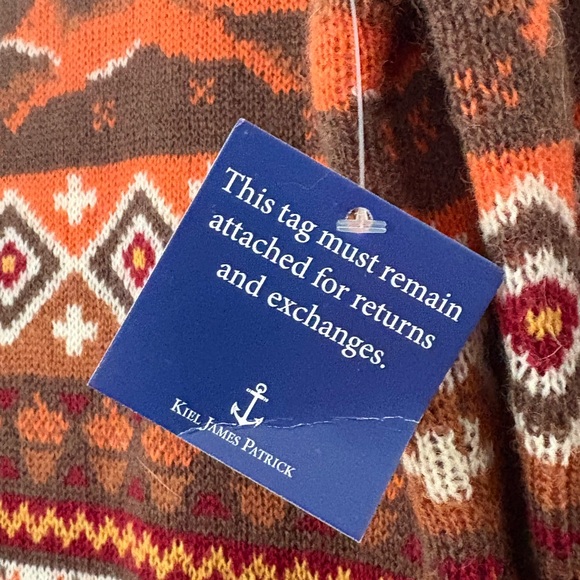 This tag must remain
attached for returns
and exchanges.
KIEL JAMES PATRICK